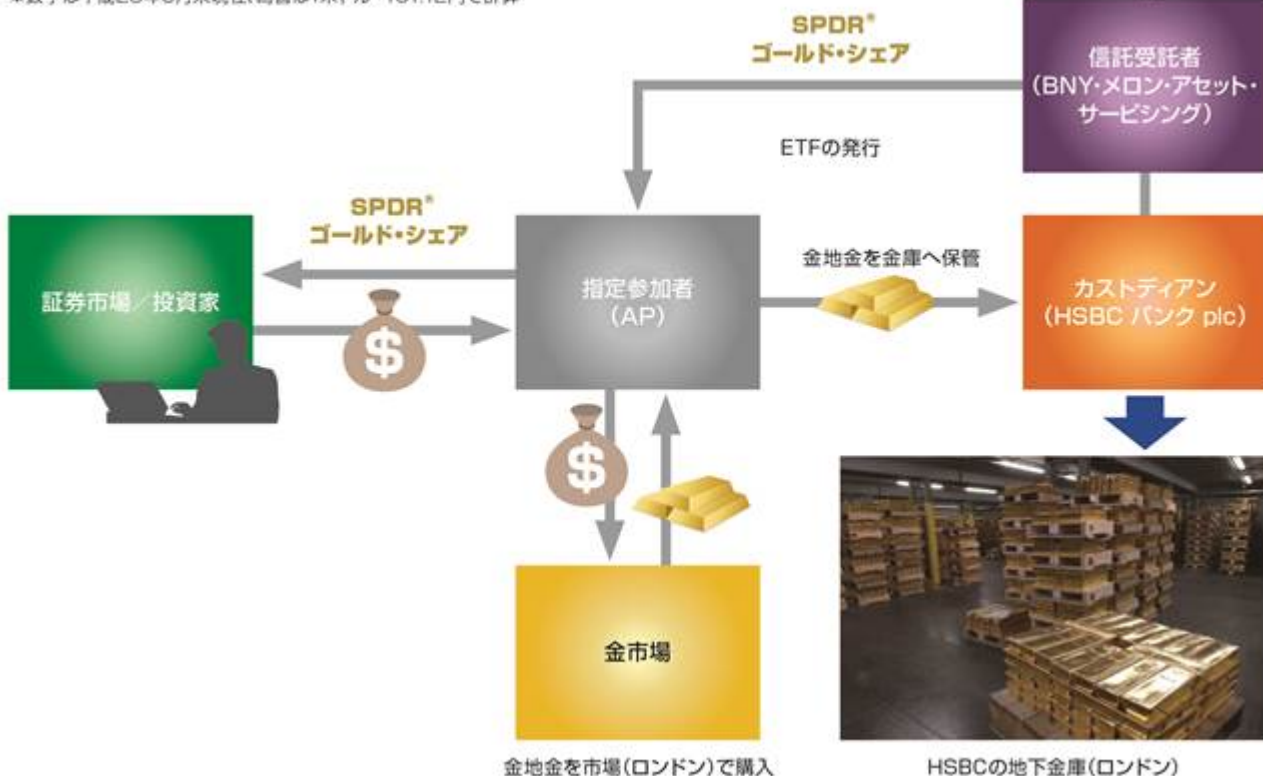 SPDR®
ゴールド・シェア
信託受託者
(BNY・メロン・アセット・
サービシング)
ETFの発行
SPDR®
ゴールド・シェア
金地金を金庫へ保管
証券市場／投資家
$
指定参加者
(AP)
カストディアン
(HSBC バンク plc)
$
金市場
金地金を市場(ロンドン)で購入
HSBCの地下金庫(ロンドン)